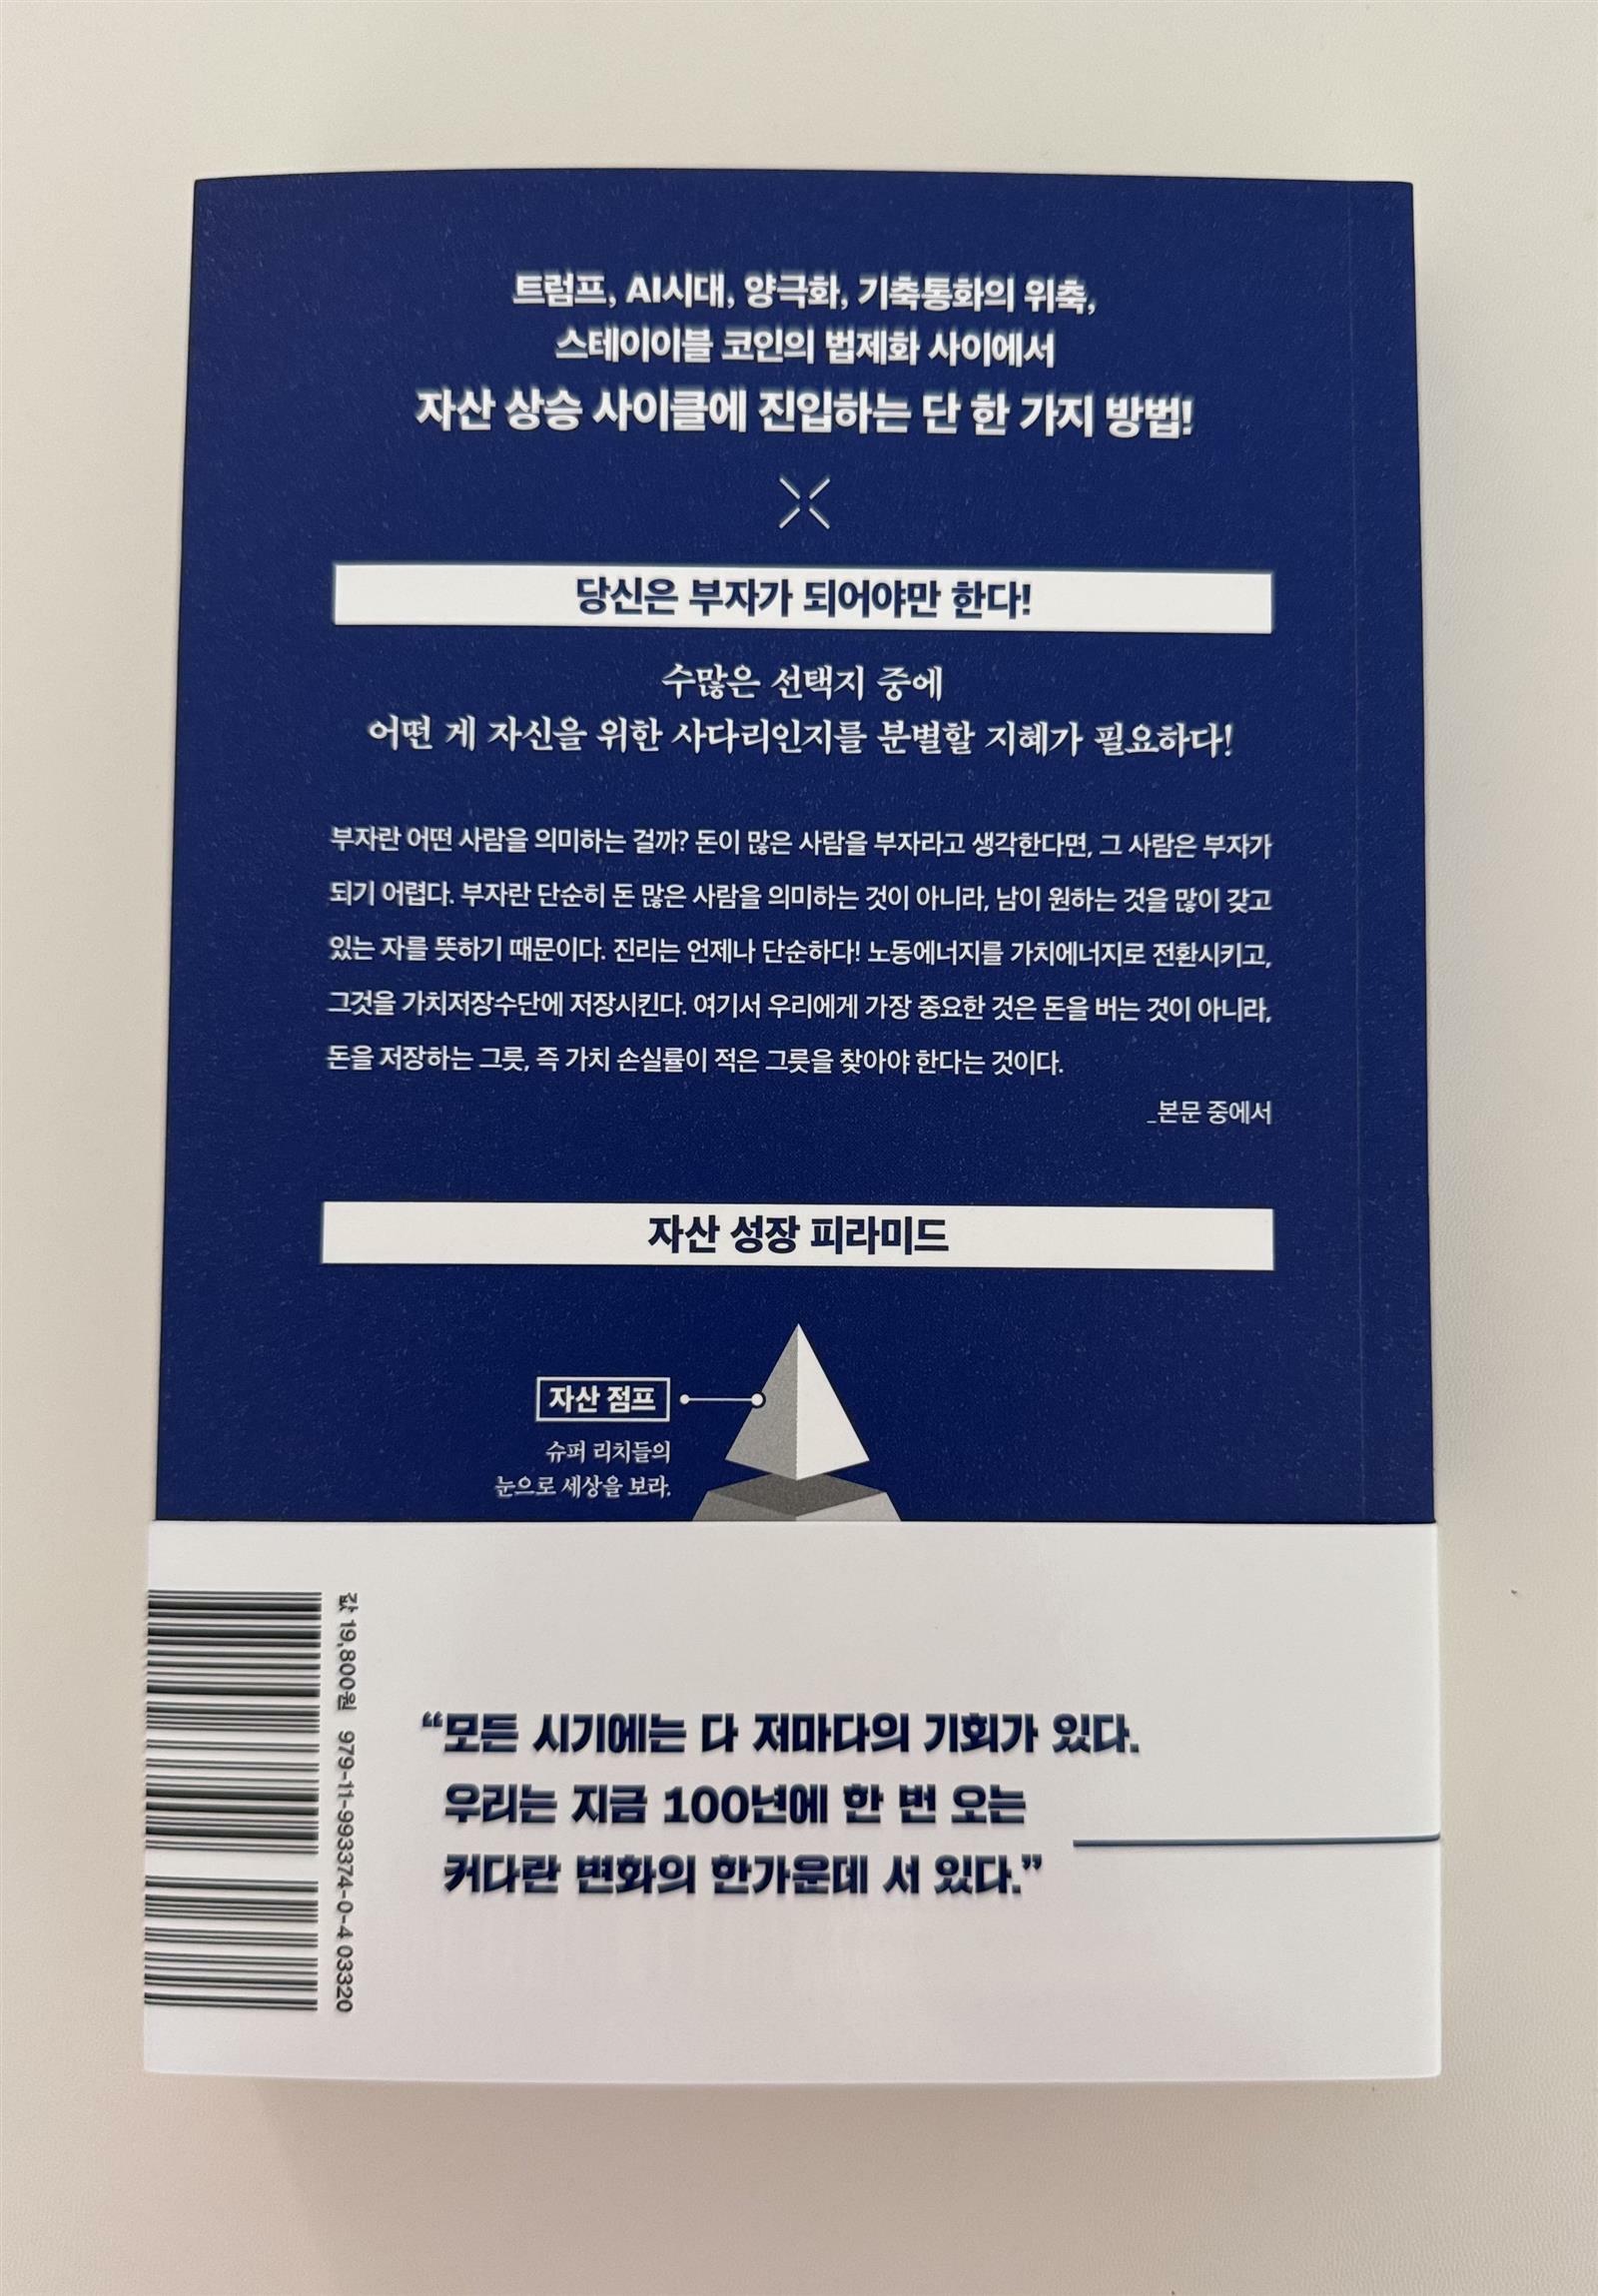 트럼프, AI시대, 양극화, 기축통화의 위축,
스테이이블 코인의 법제화 사이에서
자산 상승 사이클에 진입하는 단 한 가지 방법!
당신은 부자가 되어야만 한다!
수많은 선택지 중에
어떤 게 자신을 위한 사다리인지를 분별할 지혜가 필요하다!
부자란 어떤 사람을 의미하는 걸까? 돈이 많은 사람을 부자라고 생각한다면, 그 사람은 부자가
되기 어렵다. 부자란 단순히 돈 많은 사람을 의미하는 것이 아니라, 남이 원하는 것을 많이 갖고
있는 자를 뜻하기 때문이다. 진리는 언제나 단순하다! 노동에너지를 가치에너지로 전환시키고,
그것을 가치저장수단에 저장시킨다. 여기서 우리에게 가장 중요한 것은 돈을 버는 것이 아니라,
돈을 저장하는 그릇, 즉 가치 손실률이 적은 그릇을 찾아야 한다는 것이다.
_본문 중에서
자산 성장 피라미드
자산 점프
슈퍼 리치들의
눈으로 세상을 보라.
값 19,800원 979-11-993374-0-4 03320
“모든 시기에는 다 저마다의 기회가 있다.
우리는 지금 100년에 한 번 오는
커다란 변화의 한가운데 서 있다.”